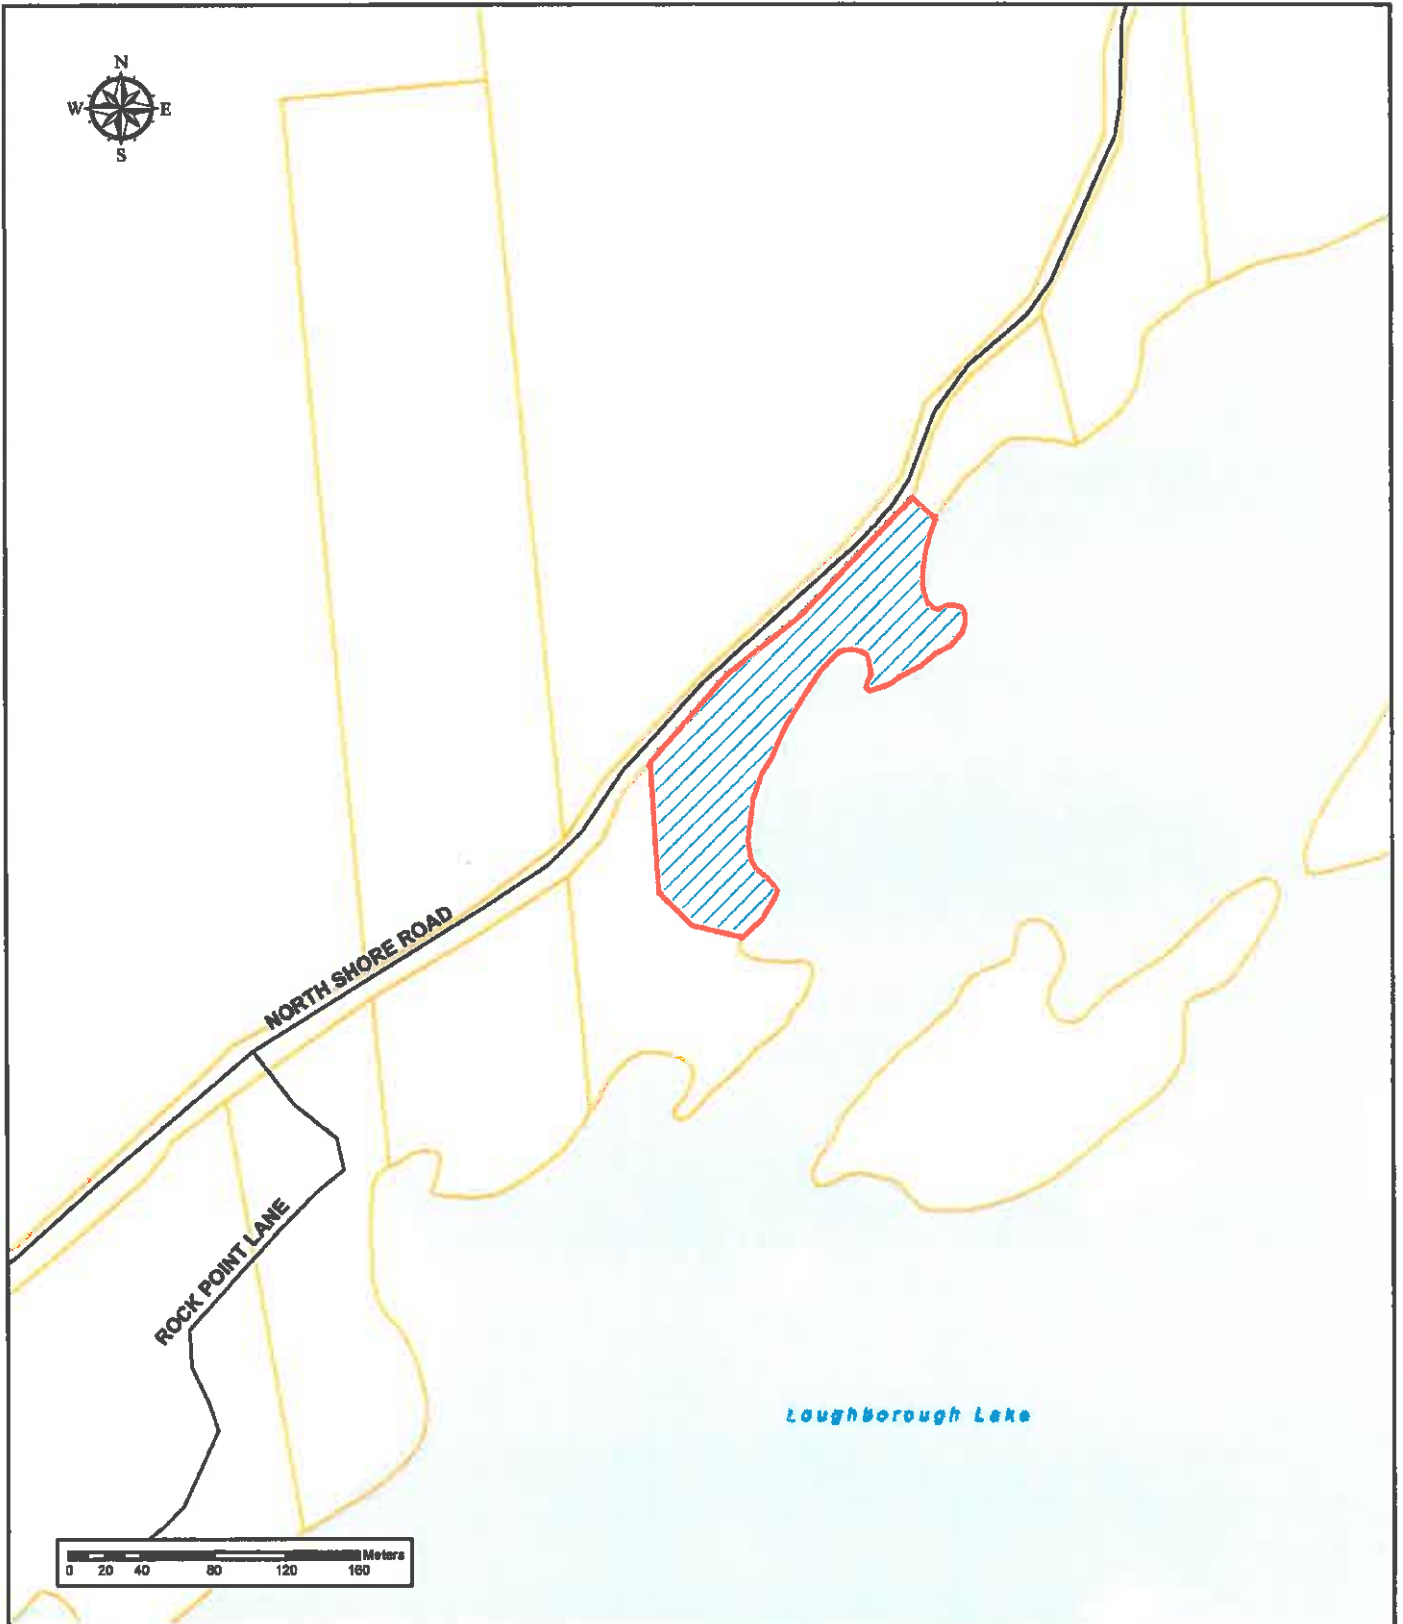 N
W E
S
NORTH SHORE ROAD
ROCK POINT LANE
Loughborough Lake
Meters
0 20 40 80 120 160